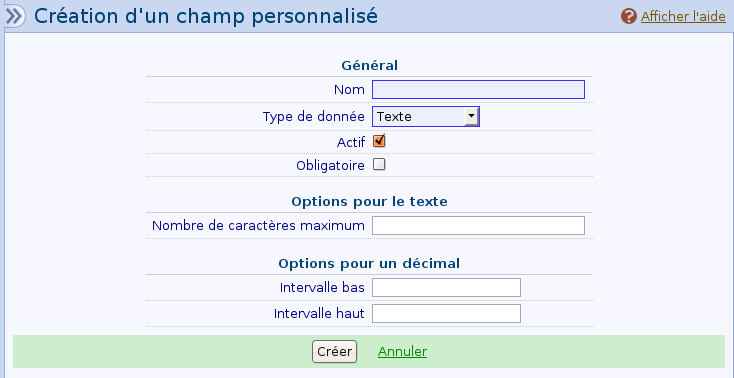 Création d'un champ personnalisé
Afficher l'aide
Général
Nom
Type de donnée Texte
Actif
Obligatoire
Options pour le texte
Nombre de caractères maximum
Options pour un décimal
Intervalle bas
Intervalle haut
Créer Annuler